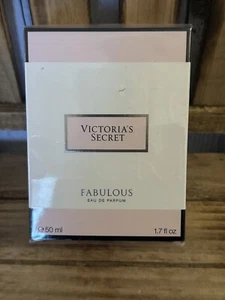 VICTORIA'S
SECRET
FABULOUS
EAU DE PARFUM
50 ml 1.7 fl oz